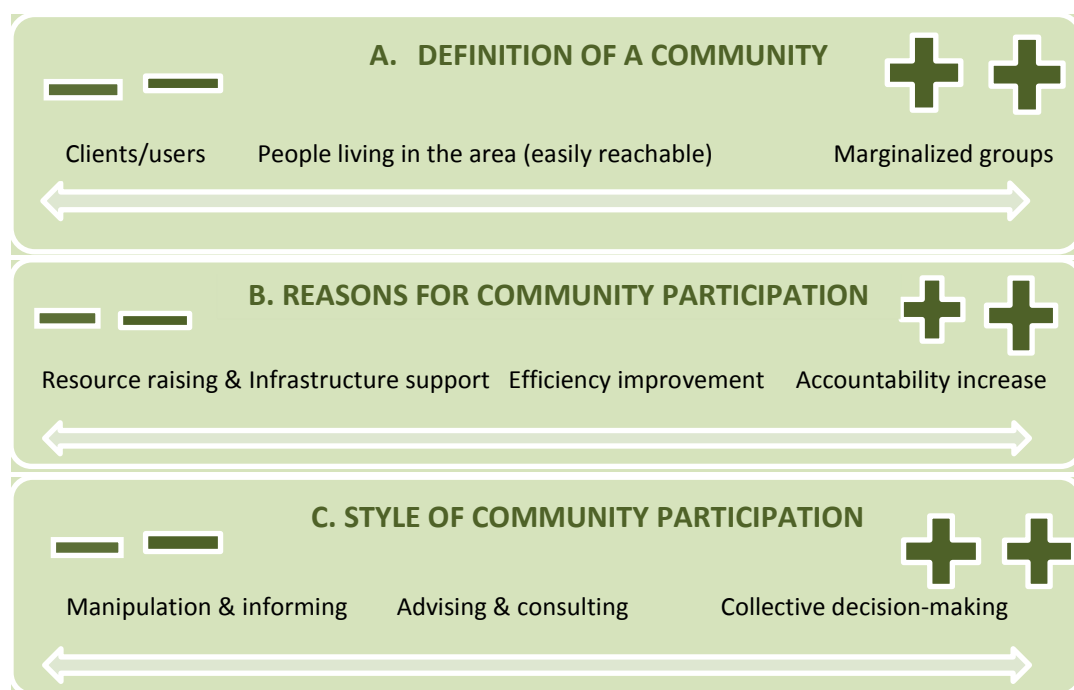 A. DEFINITION OF A COMMUNITY
Clients/users People living in the area (easily reachable) Marginalized groups
B. REASONS FOR COMMUNITY PARTICIPATION
Resource raising & Infrastructure support Efficiency improvement Accountability increase
C. STYLE OF COMMUNITY PARTICIPATION
Manipulation & informing Advising & consulting Collective decision-making